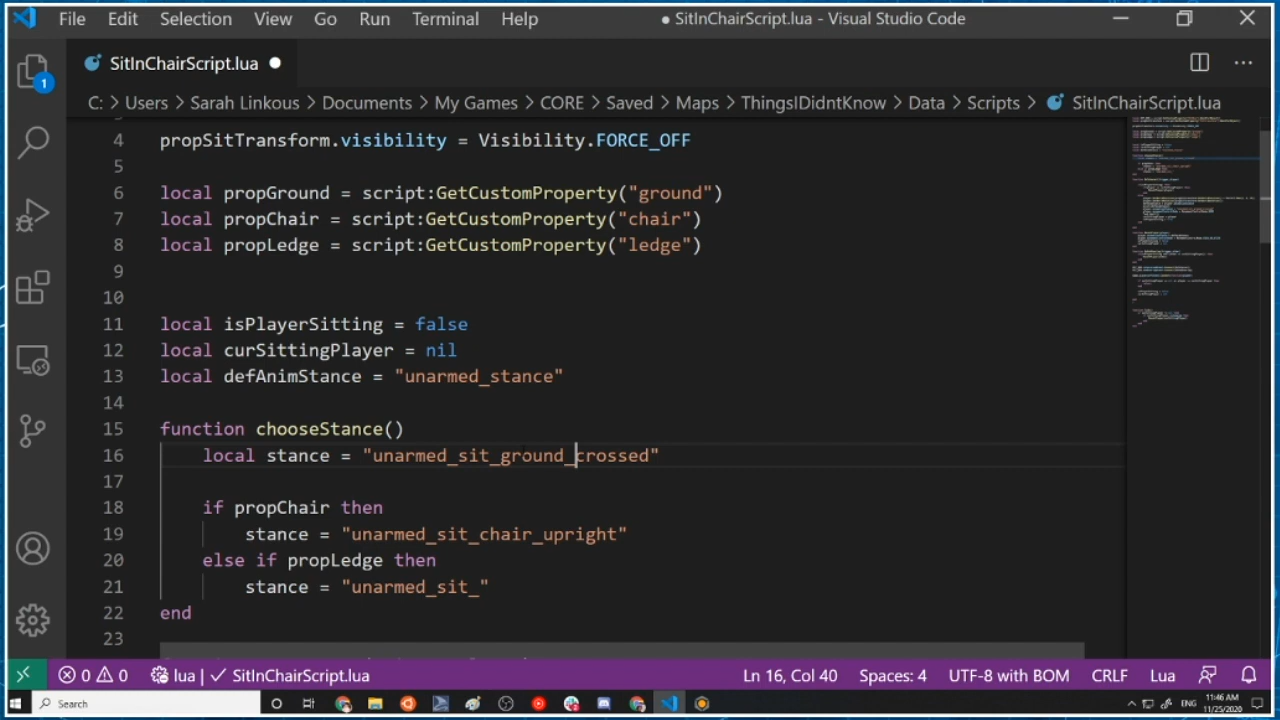 File Edit Selection View Go Run Terminal Help ● SitInChairScript.lua - Visual Studio Code
SitInChairScript.lua ●
C: > Users > Sarah Linkous > Documents > My Games > CORE > Saved > Maps > ThingsIDidntKnow > Data > Scripts > SitInChairScript.lua
1
4 propSitTransform.visibility = Visibility.FORCE_OFF
5
6 local propGround = script:GetCustomProperty("ground")
7 local propChair = script:GetCustomProperty("chair")
8 local propLedge = script:GetCustomProperty("ledge")
9
10
11 local isPlayerSitting = false
12 local curSittingPlayer = nil
13 local defAnimStance = "unarmed_stance"
14
15 function chooseStance()
16 local stance = "unarmed_sit_ground_crossed"
17
18 if propChair then
19 stance = "unarmed_sit_chair_upright"
20 else if propLedge then
21 stance = "unarmed_sit_"
22 end
23
0 0 lua | ✓ SitInChairScript.lua Ln 16, Col 40 Spaces: 4 UTF-8 with BOM CRLF Lua
Search ENG 11:46 AM
11/25/2020